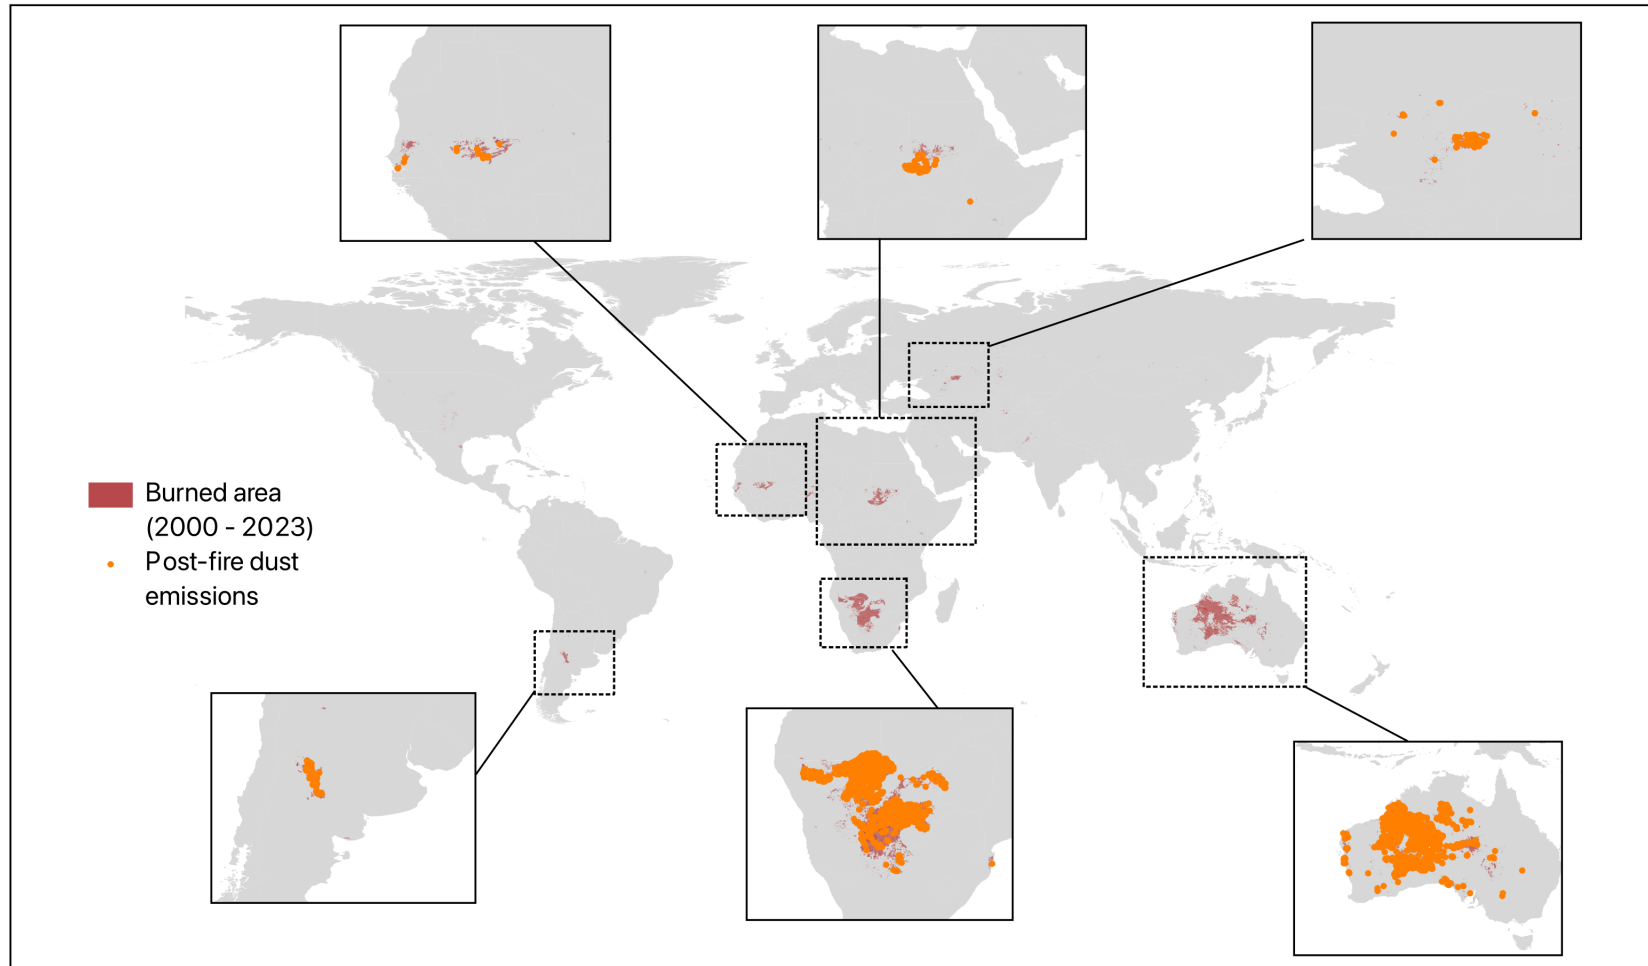 Burned area
(2000 - 2023)
Post-fire dust
emissions